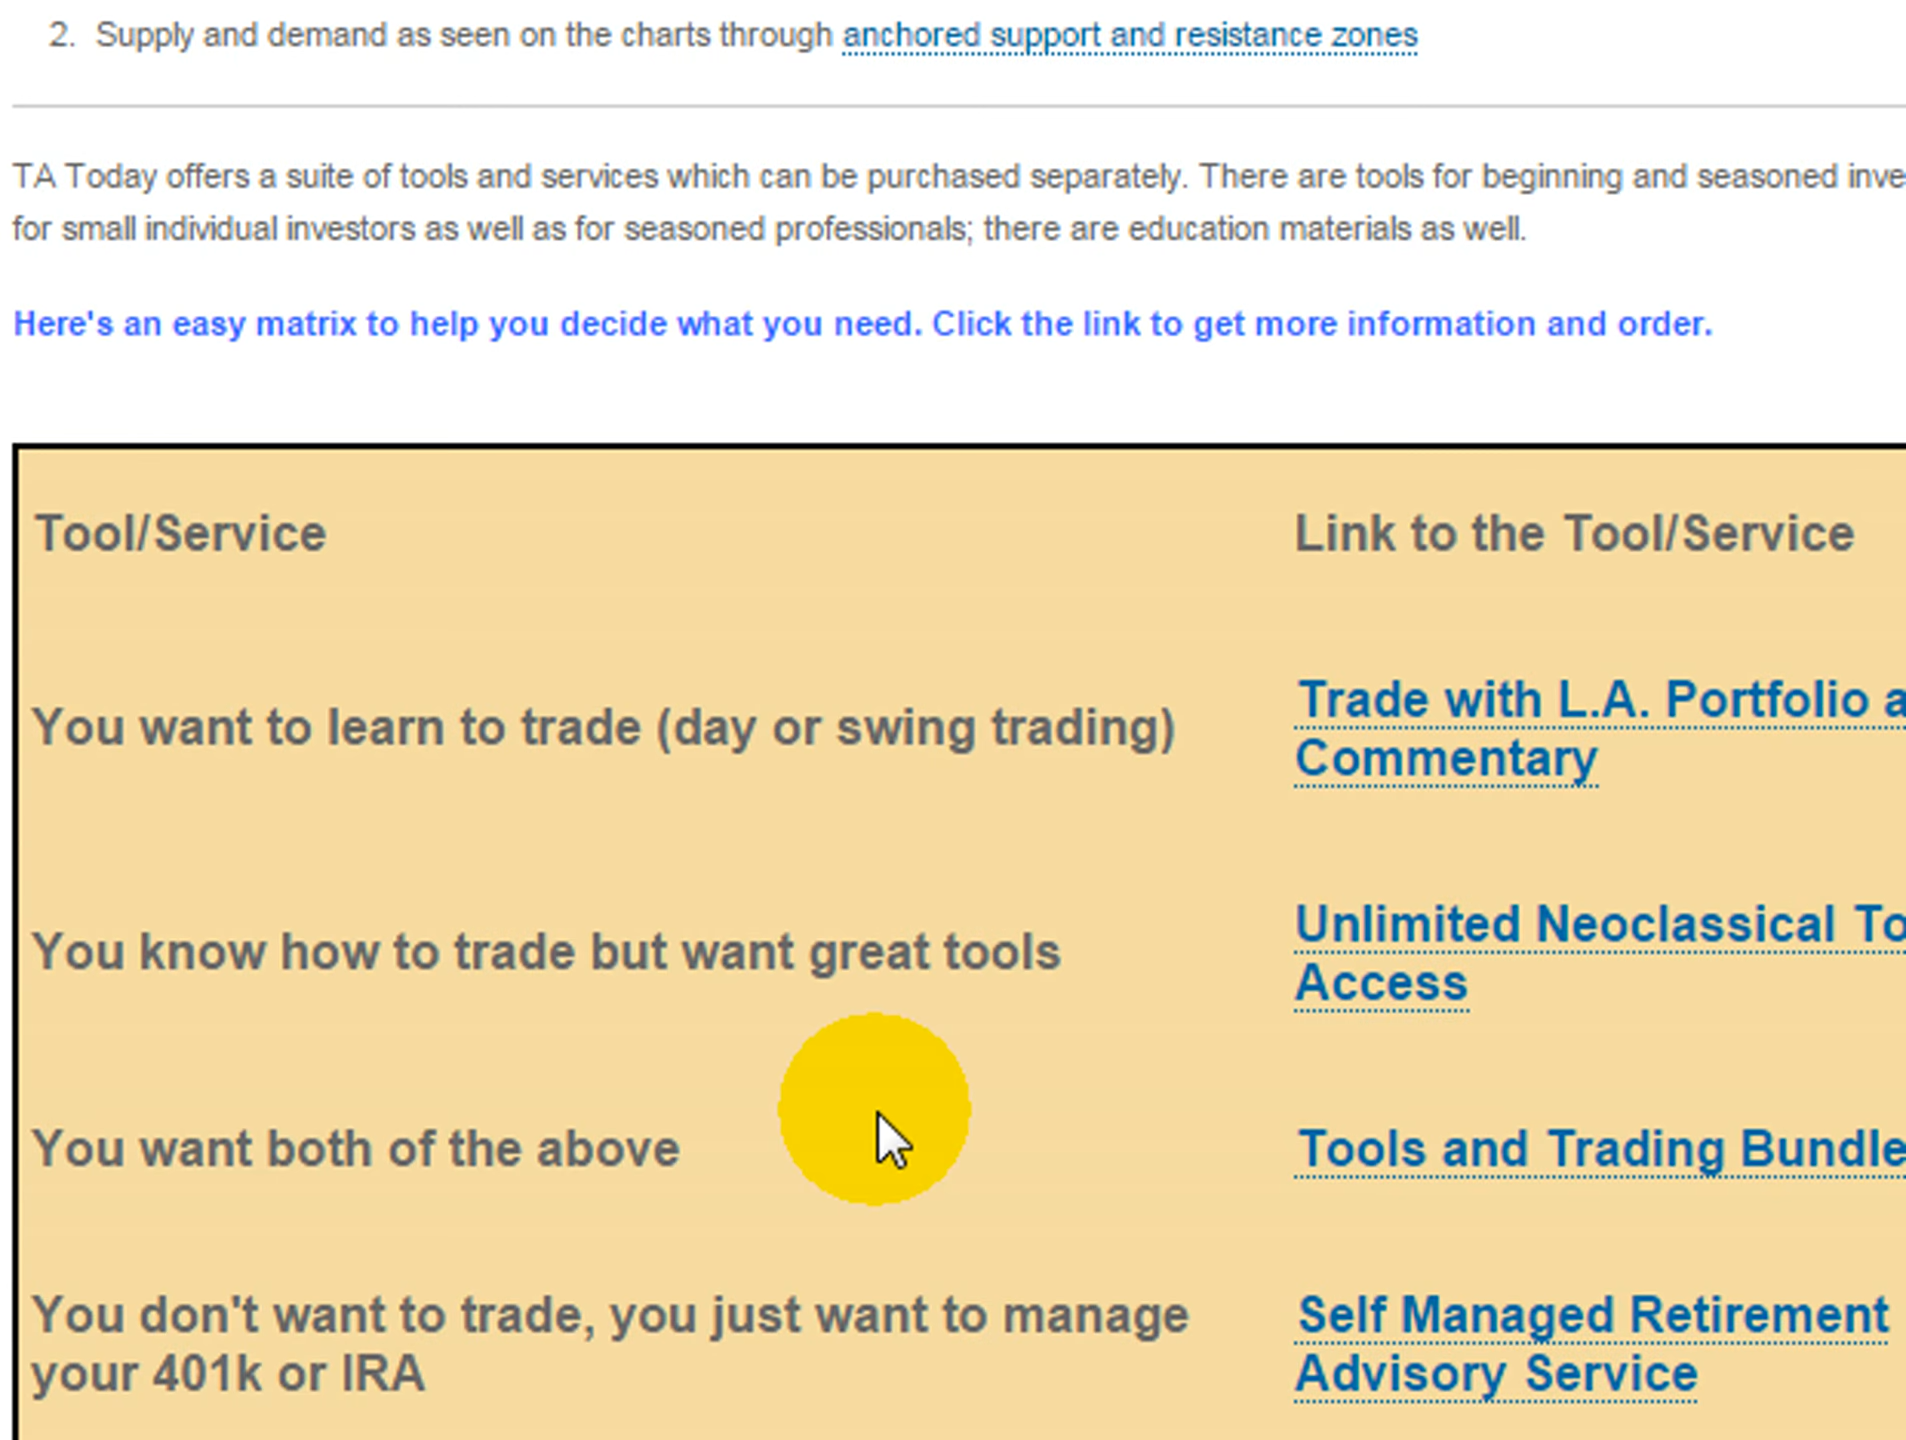 2. Supply and demand as seen on the charts through anchored support and resistance zones
TA Today offers a suite of tools and services which can be purchased separately. There are tools for beginning and seasoned
for small individual investors as well as for seasoned professionals; there are education materials as well.
Here's an easy matrix to help you decide what you need. Click the link to get more information and order.
Tool/Service
Link to the Tool/Service
You want to learn to trade (day or swing trading)
Trade with L.A. Portfolio
Commentary
You know how to trade but want great tools
Unlimited Neoclassical
Access
You want both of the above
Tools and Trading Bundle
You don't want to trade, you just want to manage
your 401k or IRA
Self Managed Retirement
Advisory Service